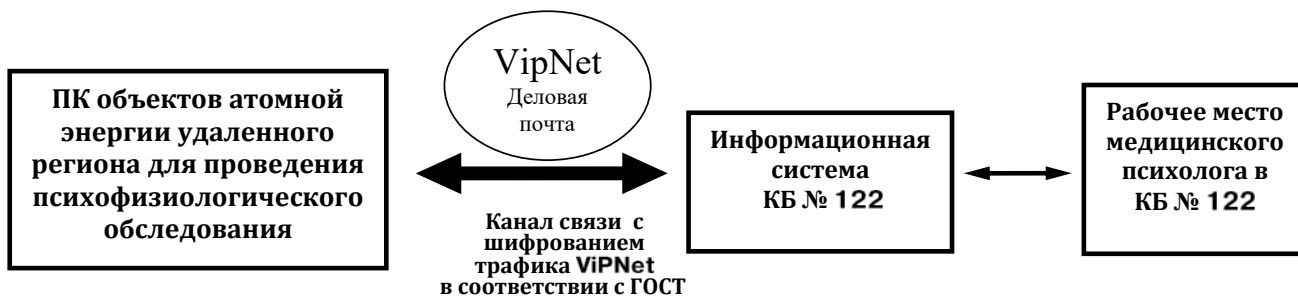 ПК объектов атомной
энергии удаленного
региона для проведения
психофизиологического
обследования
VipNet
Деловая
почта
Канал связи с
шифрованием
трафика ViPNet
в соответствии с ГОСТ
Информационная
система
КБ № 122
Рабочее место
медицинского
психолога в
КБ № 122